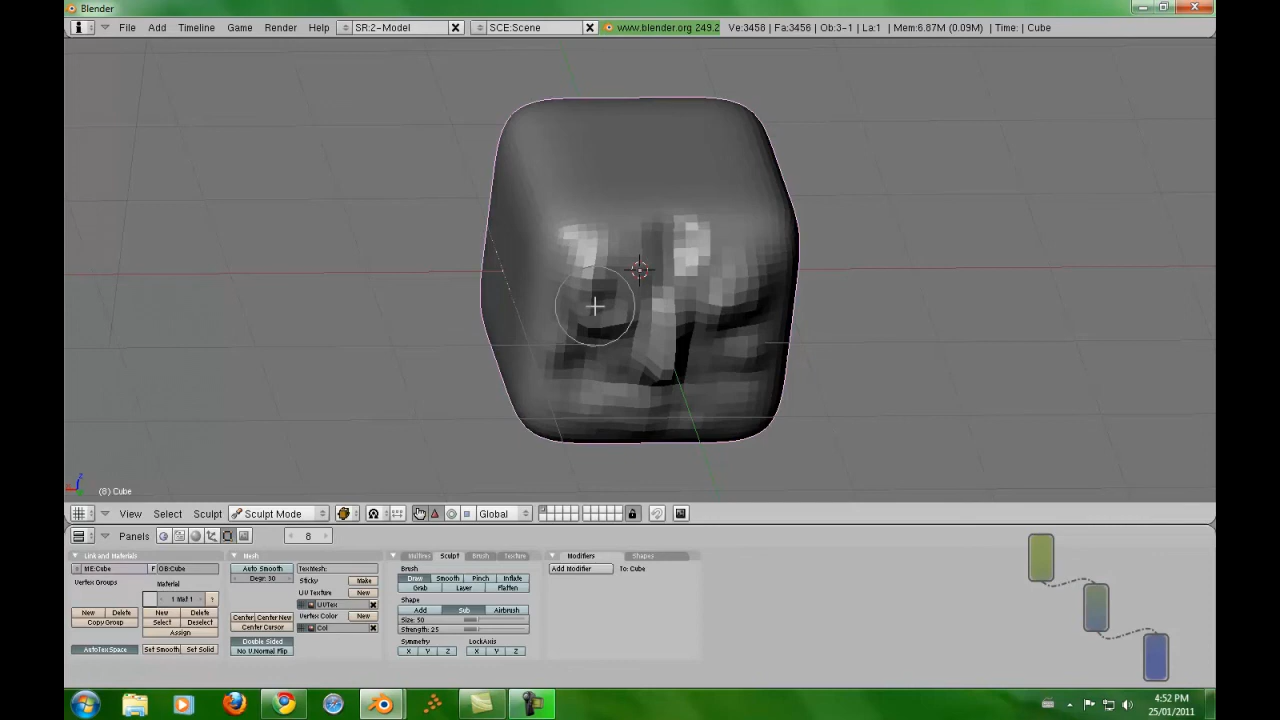 Blender
File Add Timeline Game Render Help SR:2-Model SCE:Scene www.blender.org 249.2 Ve:3458 | Fa:3456 | Ob:3-1 | La:1 | Mem:6.87M (0.09M) | Time: | Cube
(8) Cube
View Select Sculpt Sculpt Mode Global
Panels 8
Link and Materials Mesh Multires Sculpt Brush Texture Modifiers Shapes
ME:Cube F OB:Cube Auto Smooth TexMesh: Draw Smooth Pinch Inflate Add Modifier To: Cube
Degr: 30 Sticky Make Grab Layer Flatten
Vertex Groups Material UV Texture New Shape
1 Mat 1 ? UVTex Add Sub Airbrush
New Delete New Delete Center Center New Vertex Color New Size: 50
Copy Group Select Deselect Center Cursor Col Strength: 25
Assign Double Sided Symmetry LockAxis
AutoTexSpace Set Smooth Set Solid No V.Normal Flip X Y Z X Y Z
4:52 PM
25/01/2011